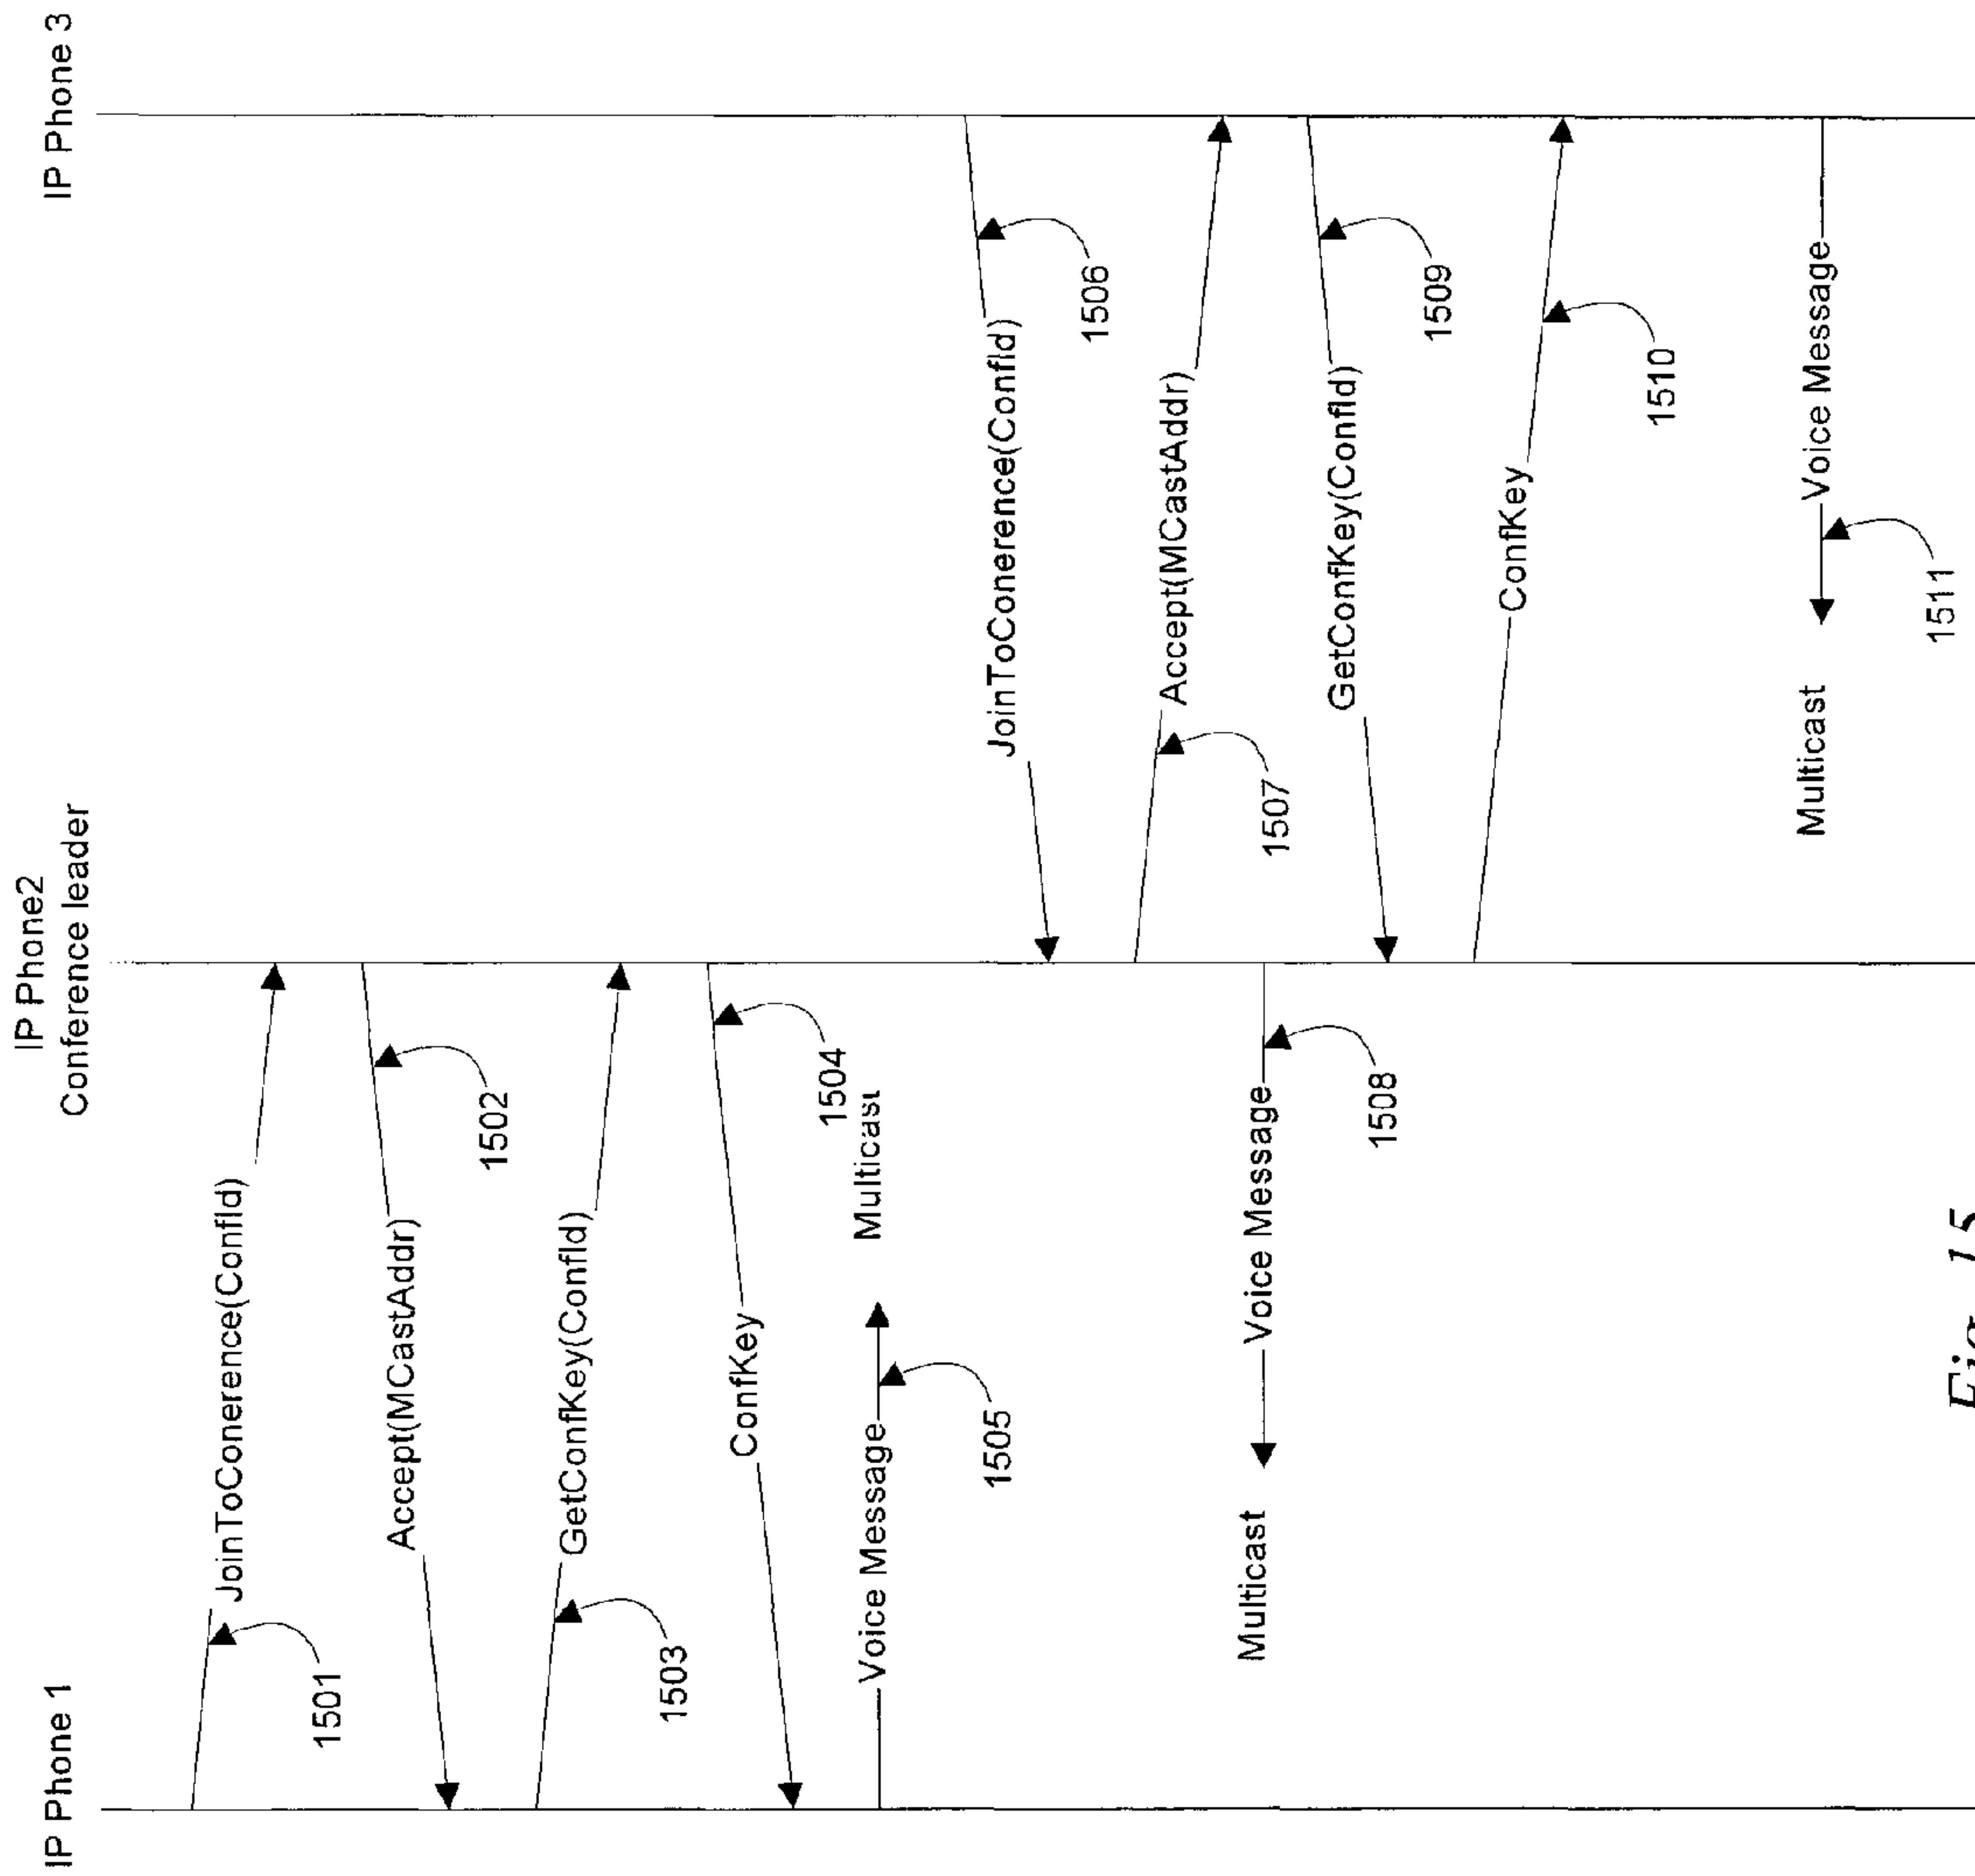 IP Phone 1
IP Phone2
Conference leader
IP Phone 3
JoinToConerence(ConfId)
1501
Accept(MCastAddr)
1502
GetConfKey(ConfId)
1503
ConfKey
1504
Voice Message
Multicast
1505
JoinToConerence(ConfId)
1506
Accept(MCastAddr)
1507
Multicast
Voice Message
1508
GetConfKey(ConfId)
1509
ConfKey
1510
Multicast
Voice Message
1511
Fig. 15